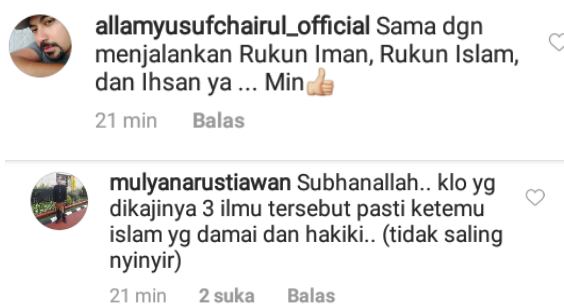 allamyusufchairul_official Sama dgn
menjalankan Rukun Iman, Rukun Islam,
dan Ihsan ya ... Min👍🏻
21 min Balas
mulyanarustiawan Subhanallah.. klo yg
dikajinya 3 ilmu tersebut pasti ketemu
islam yg damai dan hakiki.. (tidak saling
nyinyir)
21 min 2 suka Balas